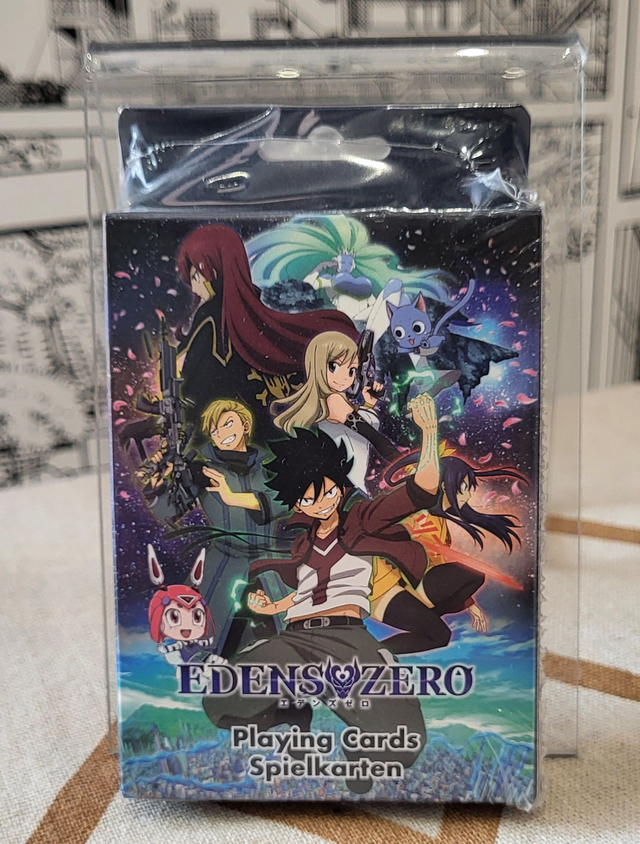 EDENS ZERO
エデンズゼロ
Playing Cards
Spielkarten